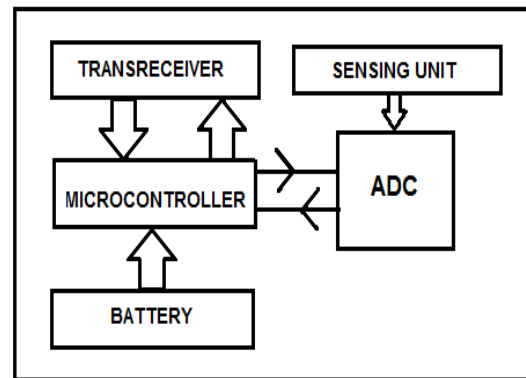 TRANSRECEIVER
SENSING UNIT
MICROCONTROLLER
ADC
BATTERY